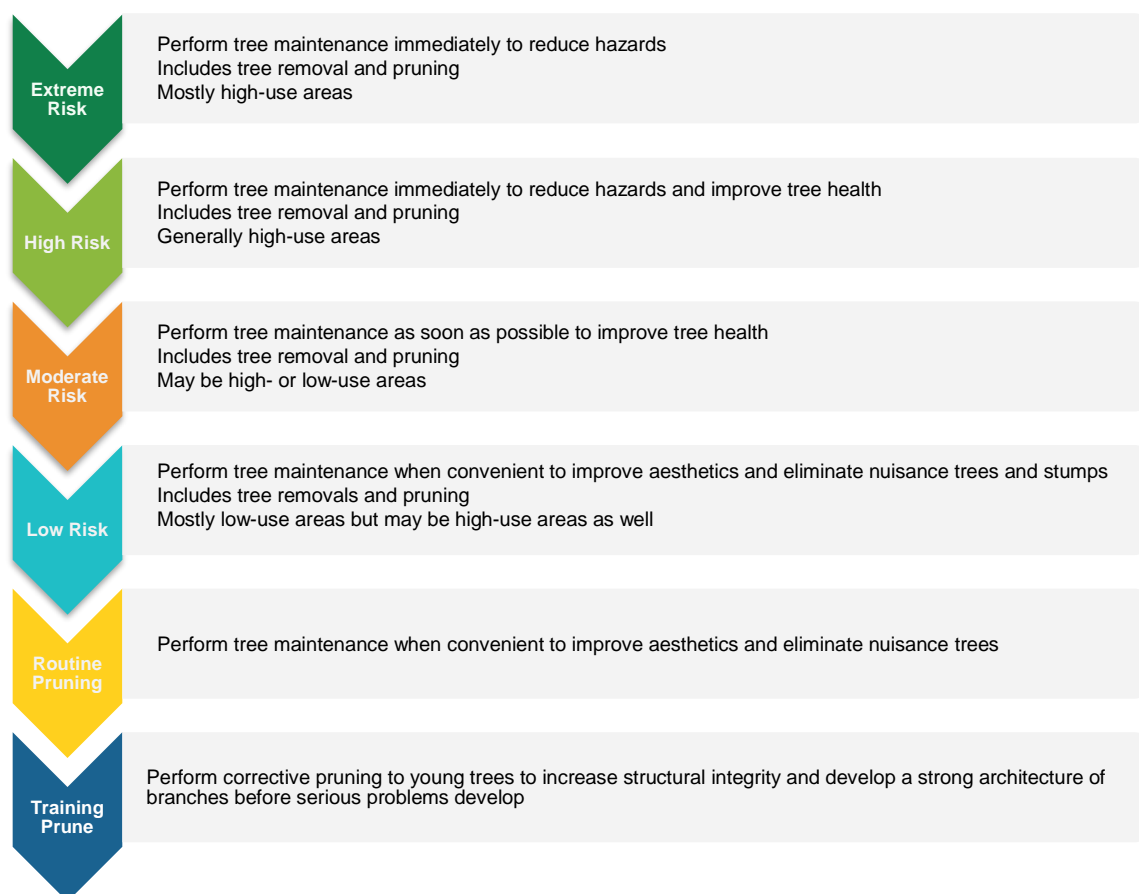 Extreme
Risk
Perform tree maintenance immediately to reduce hazards
Includes tree removal and pruning
Mostly high-use areas
High Risk
Perform tree maintenance immediately to reduce hazards and improve tree health
Includes tree removal and pruning
Generally high-use areas
Moderate
Risk
Perform tree maintenance as soon as possible to improve tree health
Includes tree removal and pruning
May be high- or low-use areas
Low Risk
Perform tree maintenance when convenient to improve aesthetics and eliminate nuisance trees and stumps
Includes tree removals and pruning
Mostly low-use areas but may be high-use areas as well
Routine
Pruning
Perform tree maintenance when convenient to improve aesthetics and eliminate nuisance trees
Training
Prune
Perform corrective pruning to young trees to increase structural integrity and develop a strong architecture of
branches before serious problems develop